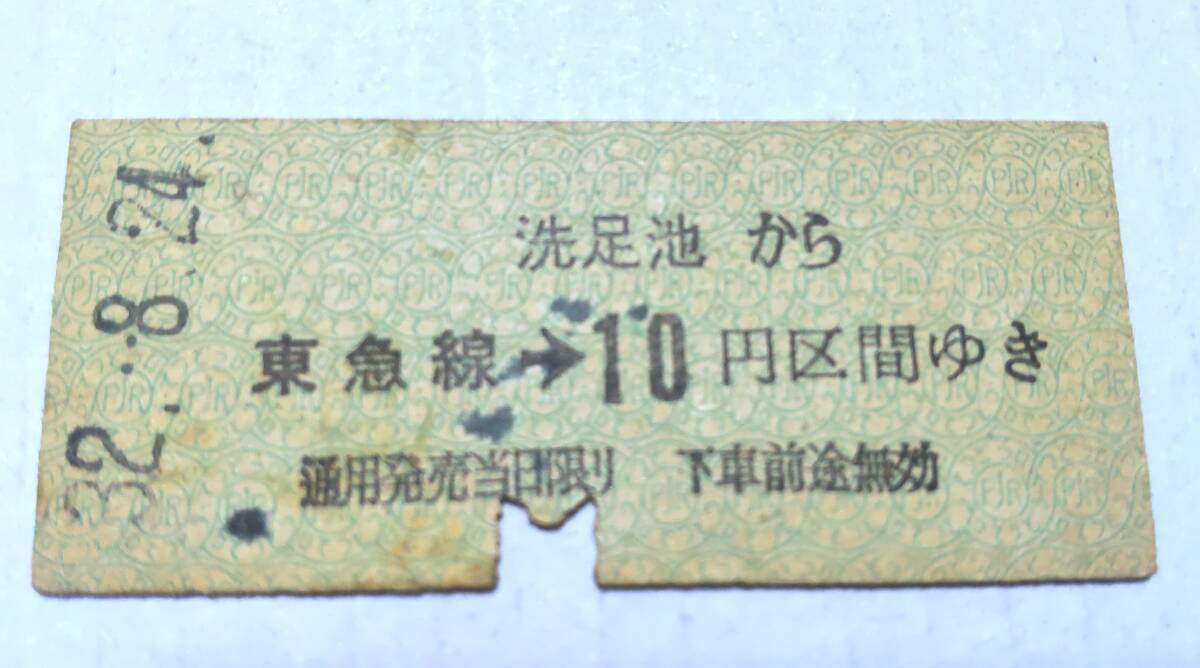 32.-8.24.
洗足池 から
東急線→10円区間ゆき
通用発売当日限り 下車前途無効